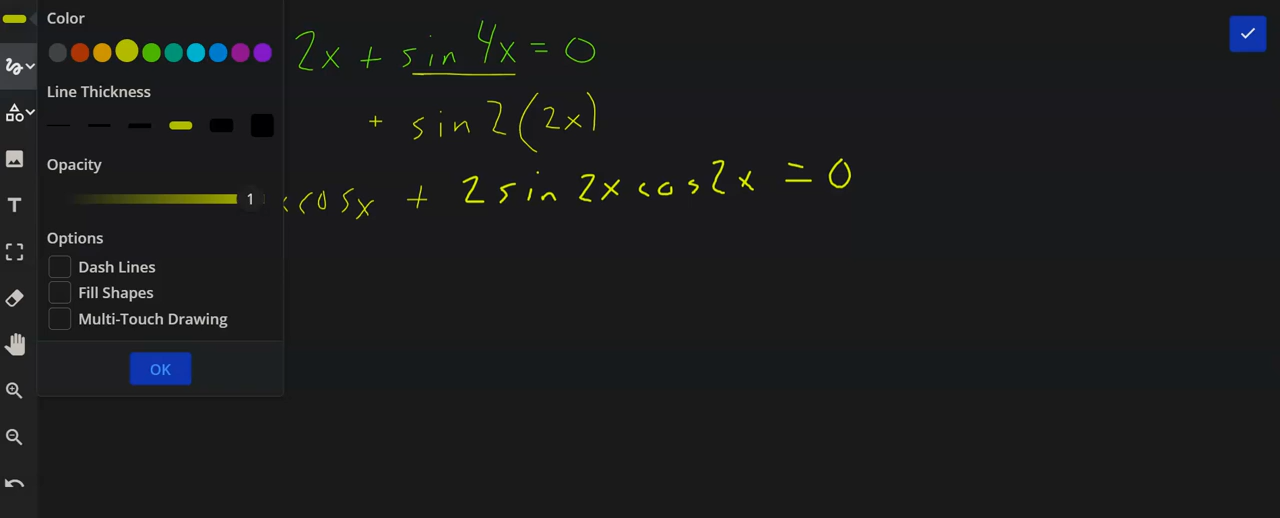 Color
Line Thickness
Opacity
1
Options
Dash Lines
Fill Shapes
Multi-Touch Drawing
OK
T
2x + sin 4x = 0
+ sin 2(2x)
cosx + 2 sin 2x cos 2x = 0